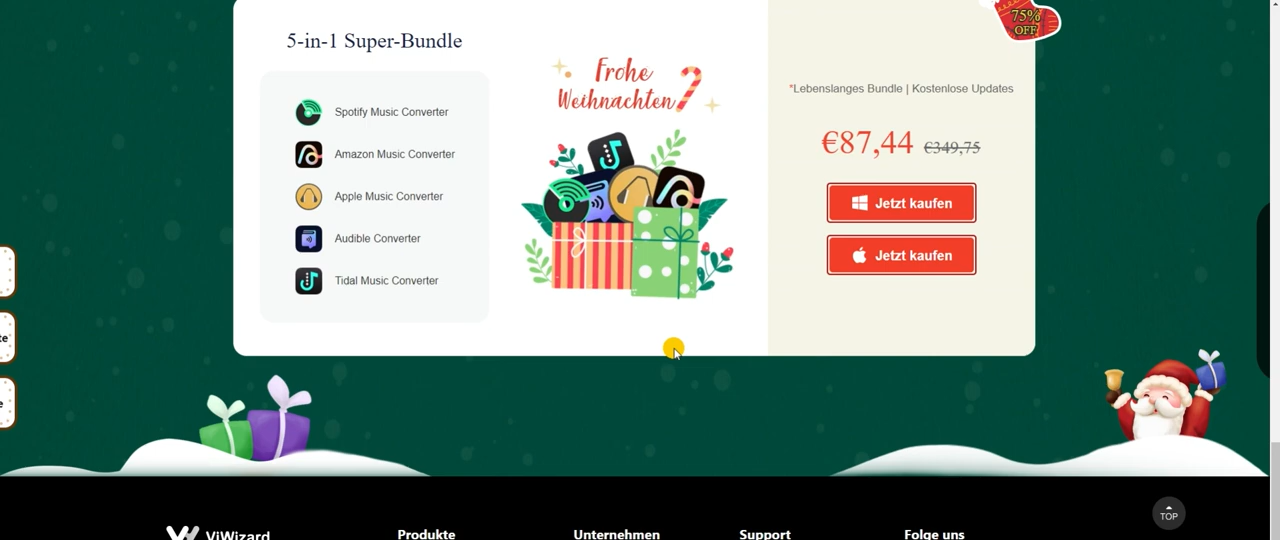 75%
OFF
5-in-1 Super-Bundle
Spotify Music Converter
Amazon Music Converter
Apple Music Converter
Audible Converter
Tidal Music Converter
Frohe
Weihnachten
*Lebenslanges Bundle | Kostenlose Updates
€87,44 €349,75
Jetzt kaufen
Jetzt kaufen
TOP
ViWizard
Produkte
Unternehmen
Support
Folge uns